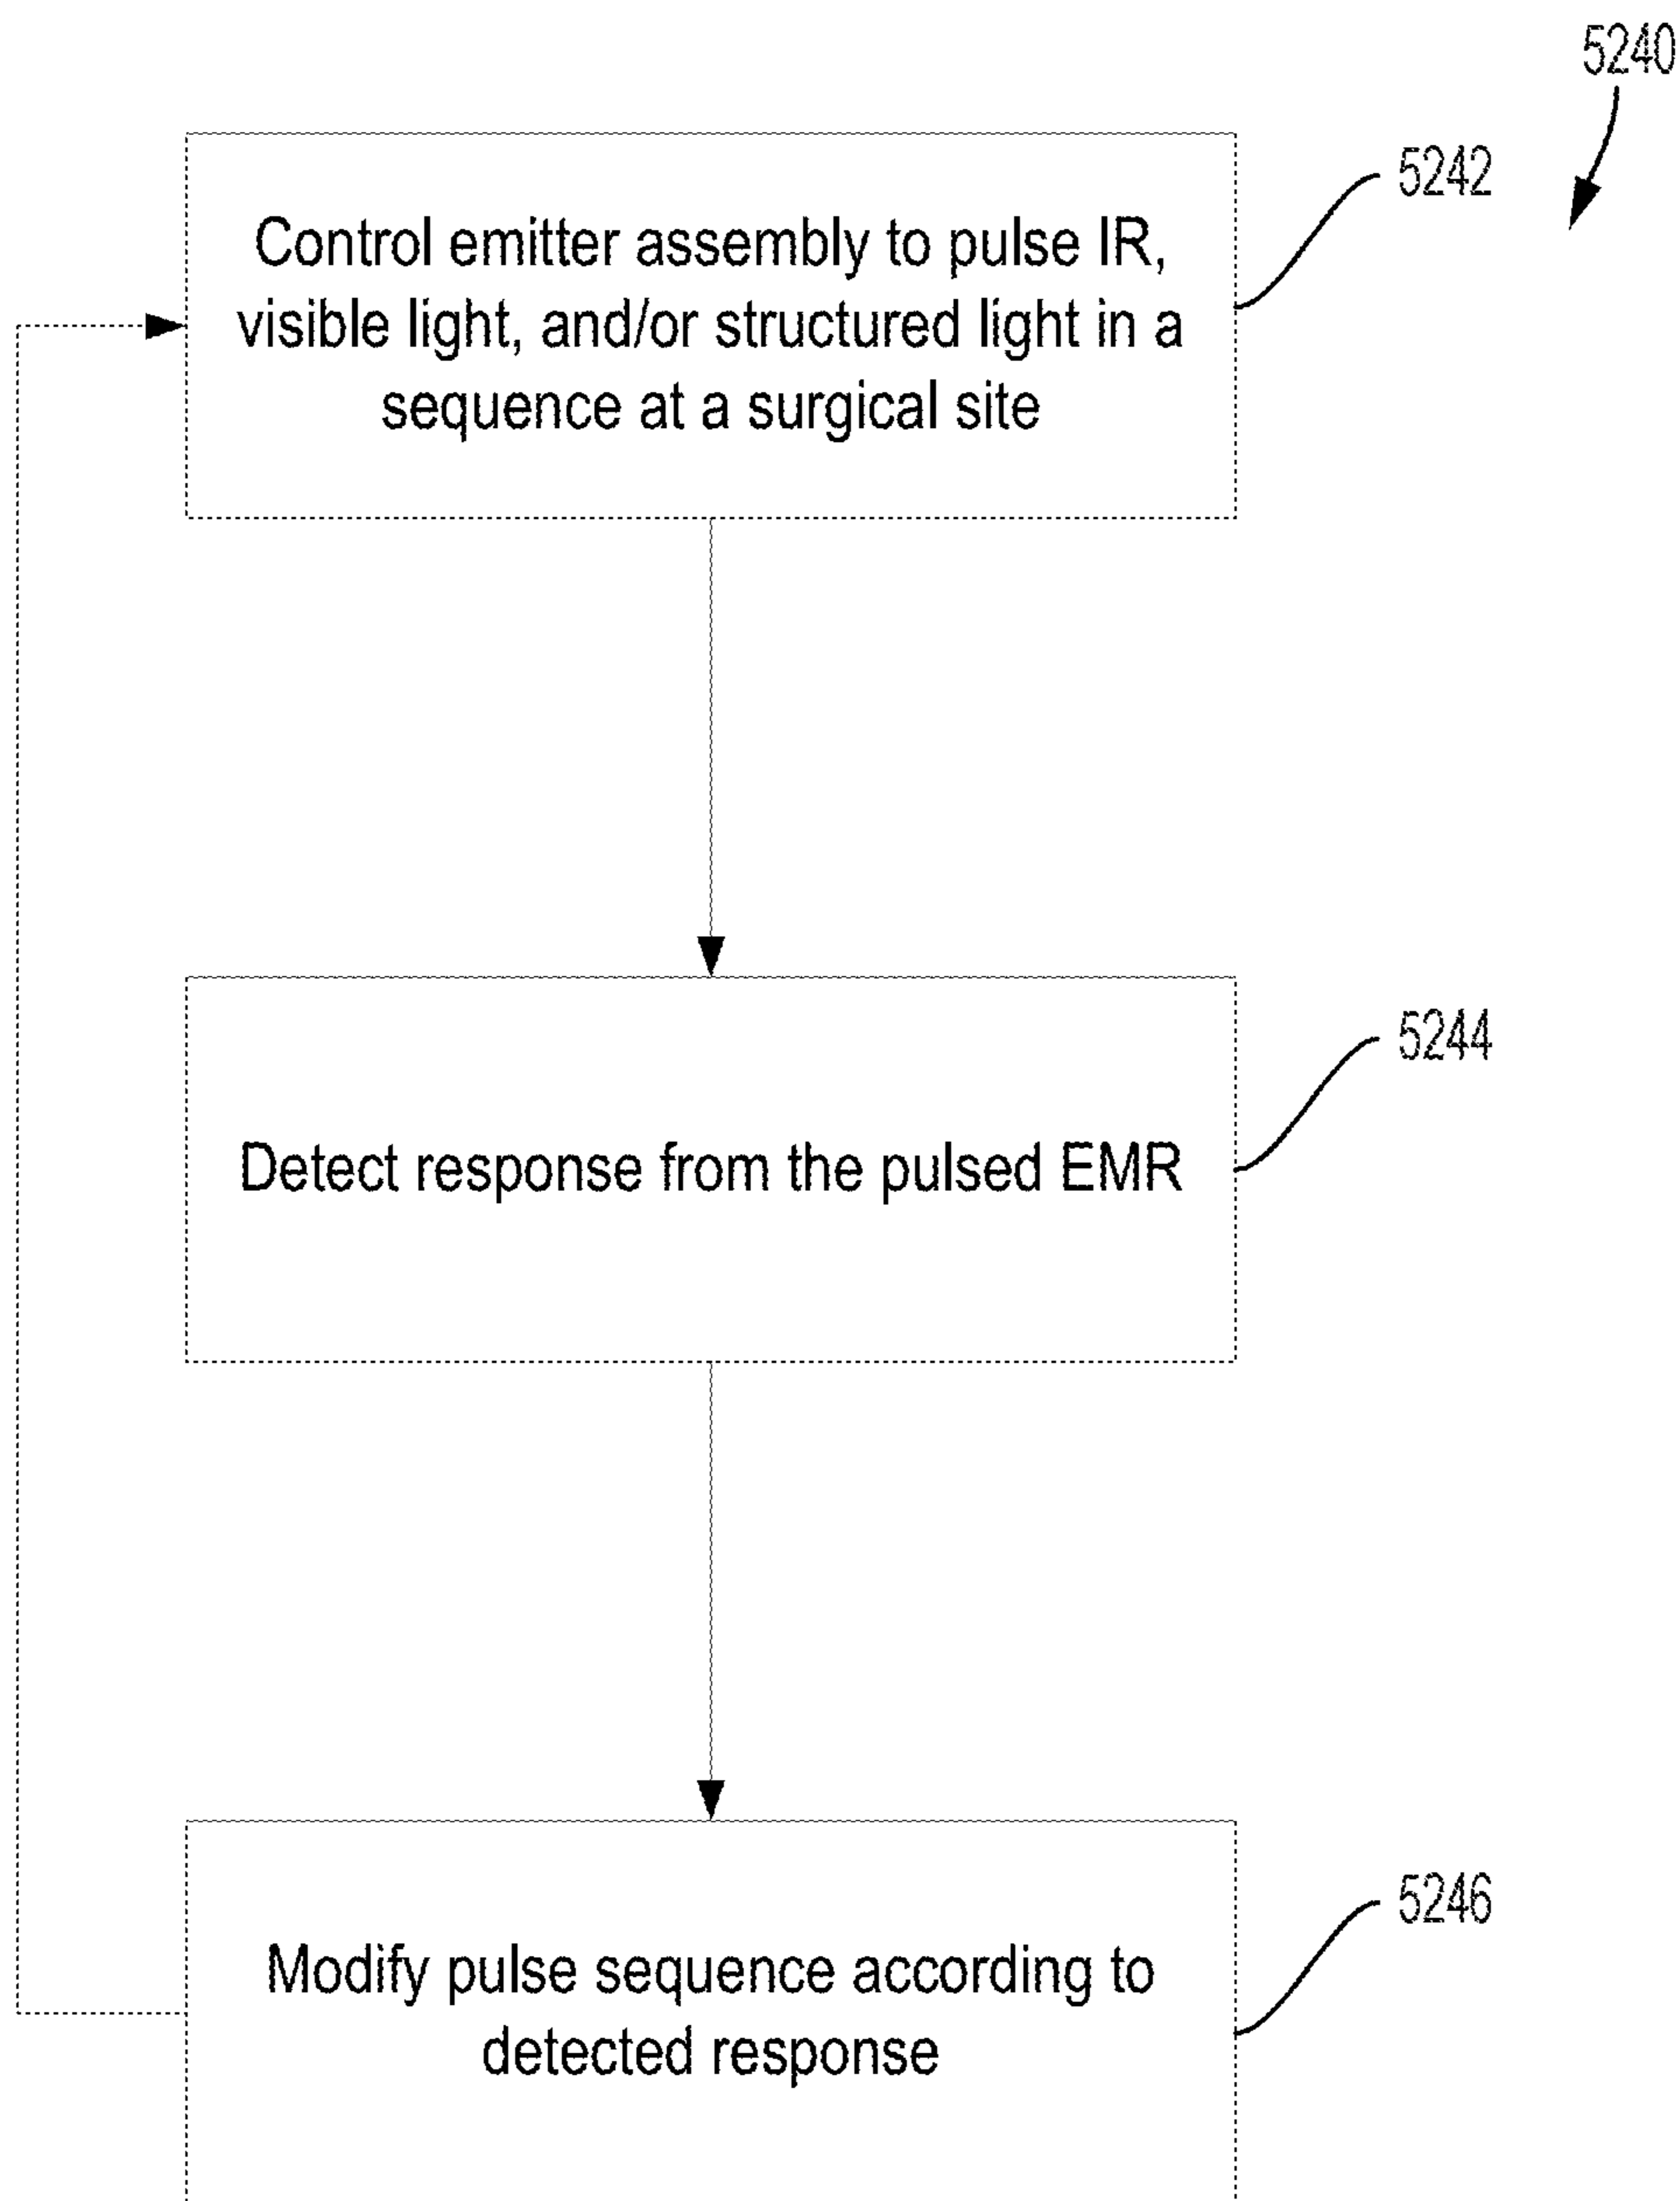 5240
5242
Control emitter assembly to pulse IR,
visible light, and/or structured light in a
sequence at a surgical site
5244
Detect response from the pulsed EMR
5246
Modify pulse sequence according to
detected response